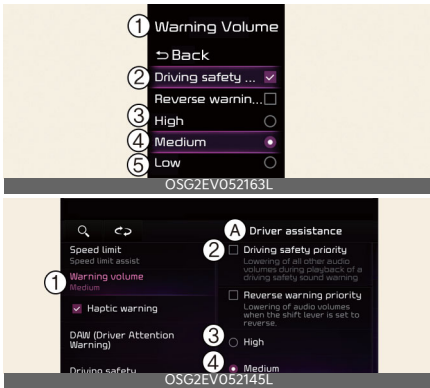 ① Warning Volume
Back
② Driving safety ...
Reverse warnin...
③ High
④ Medium
⑤ Low
OSG2EV052163L
Ⓐ Driver assistance
Speed limit
Speed limit assist
① Warning volume
Medium
Haptic warning
DAW (Driver Attention
Warning)
Driving safety
② Driving safety priority
Lowering of all other audio
volumes during playback of a
driving safety sound warning
Reverse warning priority
Lowering of audio volumes
when the shift lever is set to
reverse.
③ High
④ Medium
OSG2EV052145L